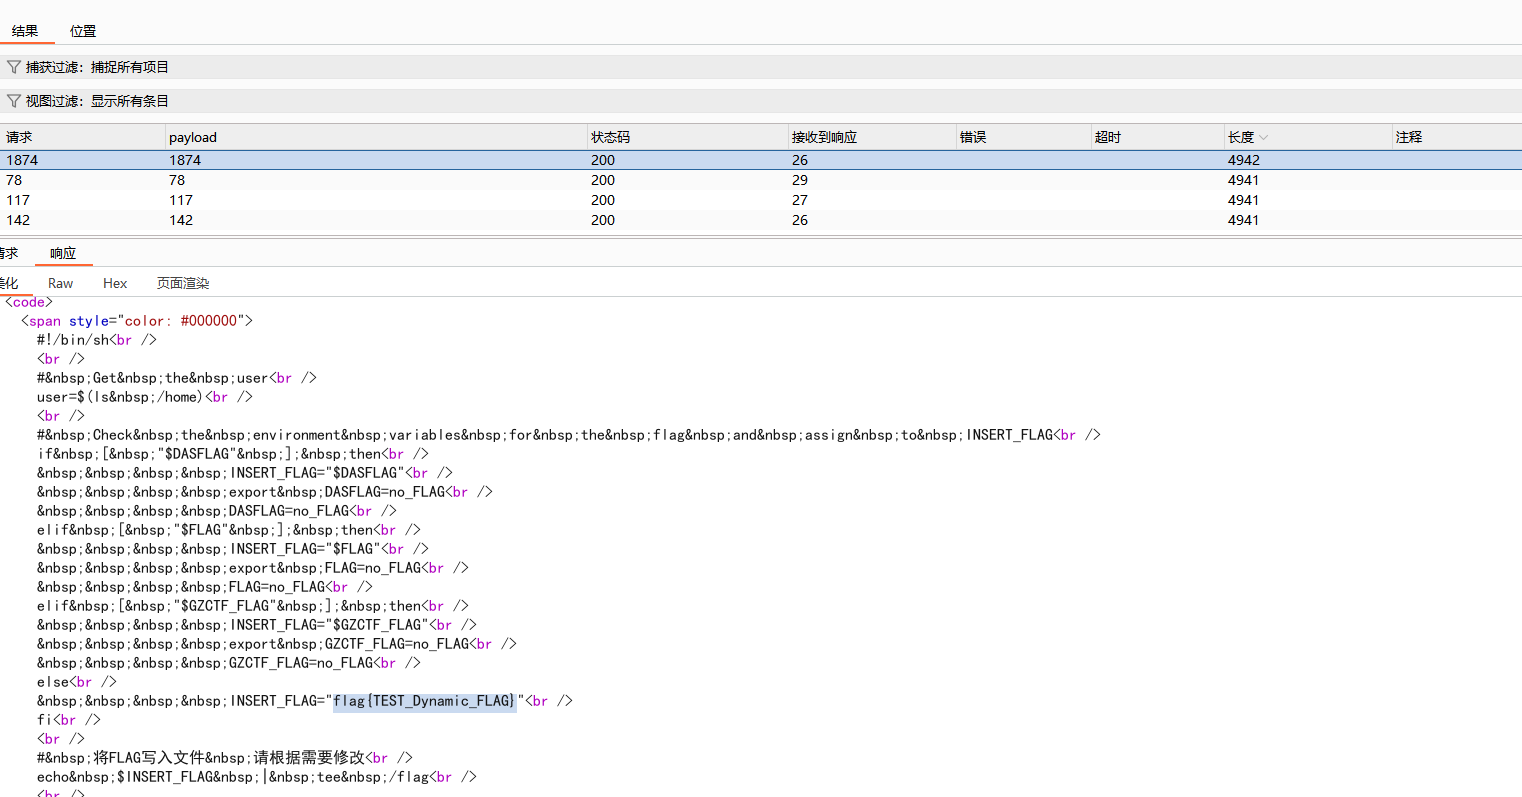 结果 位置
捕获过滤：捕捉所有项目
视图过滤：显示所有条目
请求 payload 状态码 接收到响应 错误 超时 长度 注释
1874 1874 200 26 4942
78 78 200 29 4941
117 117 200 27 4941
142 142 200 26 4941
请求 响应
美化 Raw Hex 页面渲染
<code>
<span style="color: #000000">
#!/bin/sh<br />
<br />
#&nbsp;Get&nbsp;the&nbsp;user<br />
user=$(ls&nbsp;/home)<br />
<br />
#&nbsp;Check&nbsp;the&nbsp;environment&nbsp;variables&nbsp;for&nbsp;the&nbsp;flag&nbsp;and&nbsp;assign&nbsp;to&nbsp;INSERT_FLAG<br />
if&nbsp;[&nbsp;"$DASFLAG"&nbsp;];&nbsp;then<br />
&nbsp;&nbsp;&nbsp;&nbsp;INSERT_FLAG="$DASFLAG"<br />
&nbsp;&nbsp;&nbsp;&nbsp;export&nbsp;DASFLAG=no_FLAG<br />
&nbsp;&nbsp;&nbsp;&nbsp;DASFLAG=no_FLAG<br />
elif&nbsp;[&nbsp;"$FLAG"&nbsp;];&nbsp;then<br />
&nbsp;&nbsp;&nbsp;&nbsp;INSERT_FLAG="$FLAG"<br />
&nbsp;&nbsp;&nbsp;&nbsp;export&nbsp;FLAG=no_FLAG<br />
&nbsp;&nbsp;&nbsp;&nbsp;FLAG=no_FLAG<br />
elif&nbsp;[&nbsp;"$GZCTF_FLAG"&nbsp;];&nbsp;then<br />
&nbsp;&nbsp;&nbsp;&nbsp;INSERT_FLAG="$GZCTF_FLAG"<br />
&nbsp;&nbsp;&nbsp;&nbsp;export&nbsp;GZCTF_FLAG=no_FLAG<br />
&nbsp;&nbsp;&nbsp;&nbsp;GZCTF_FLAG=no_FLAG<br />
else<br />
&nbsp;&nbsp;&nbsp;&nbsp;INSERT_FLAG="flag{TEST_Dynamic_FLAG}"<br />
fi<br />
<br />
#&nbsp;将FLAG写入文件&nbsp;请根据需要修改<br />
echo&nbsp;$INSERT_FLAG&nbsp;|&nbsp;tee&nbsp;/flag<br />
<br />